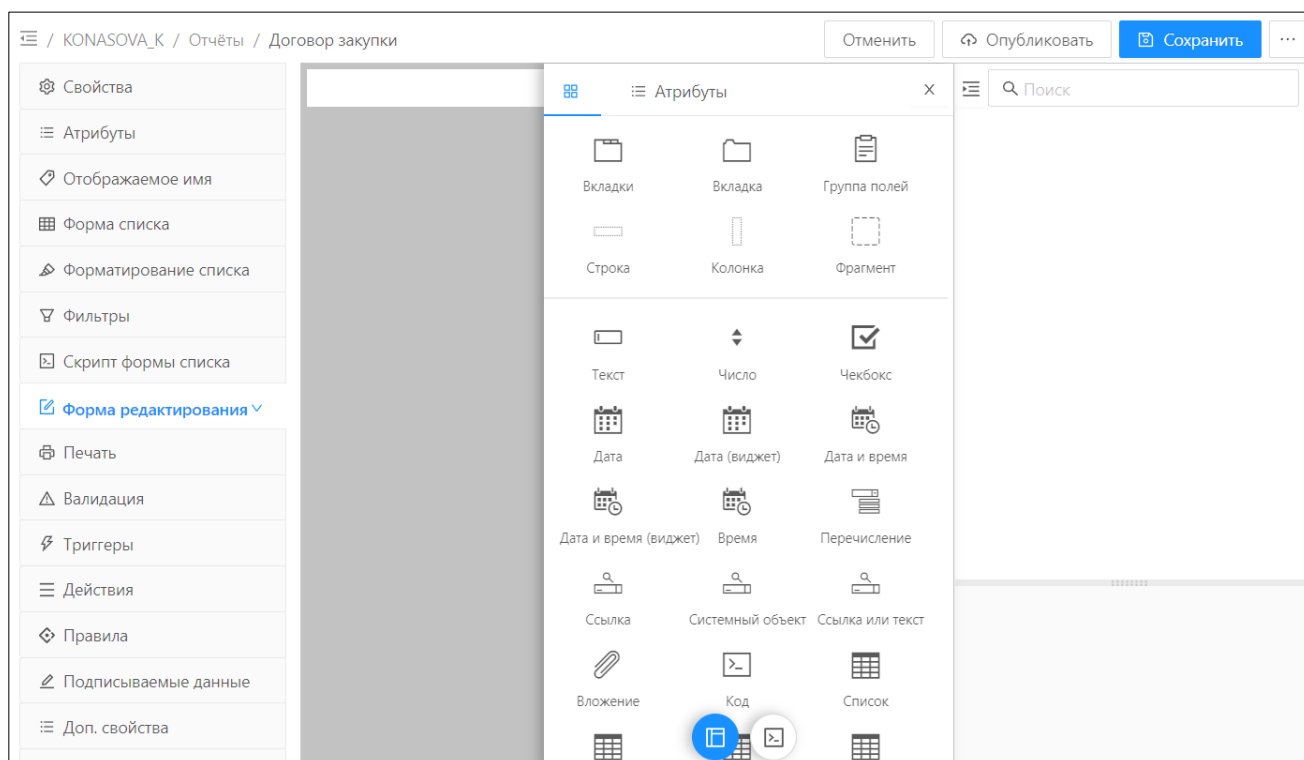 / KONASOVA_K / Отчёты / Договор закупки
Отменить
Опубликовать
Сохранить
Свойства
Атрибуты
Отображаемое имя
Форма списка
Форматирование списка
Фильтры
Скрипт формы списка
Форма редактирования
Печать
Валидация
Триггеры
Действия
Правила
Подписываемые данные
Доп. свойства
Атрибуты
Вкладки Вкладка Группа полей
Строка Колонка Фрагмент
Текст Число Чекбокс
Дата Дата (виджет) Дата и время
Дата и время (виджет) Время Перечисление
Ссылка Системный объект Ссылка или текст
Вложение Код Список
Поиск